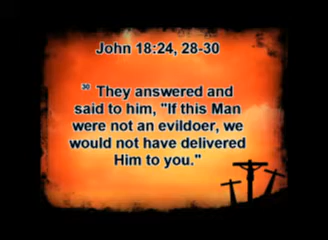 John 18:24, 28-30
30 They answered and
said to him, "If this Man
were not an evildoer, we
would not have delivered
Him to you."